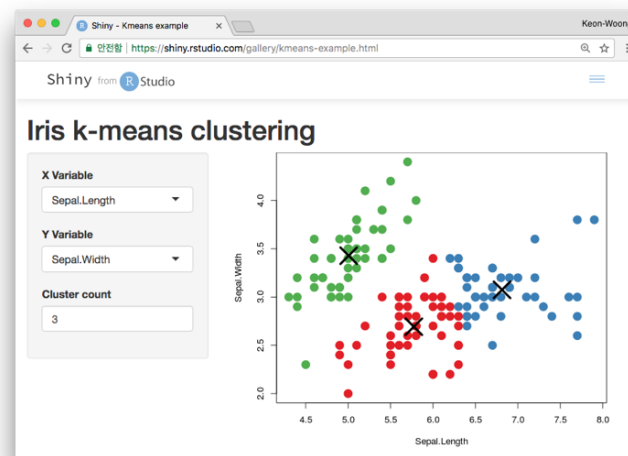 Shiny - Kmeans example
Keon-Woong
안전함 | https://shiny.rstudio.com/gallery/kmeans-example.html
Shiny from R Studio
Iris k-means clustering
X Variable
Sepal.Length
Y Variable
Sepal.Width
Cluster count
3
Sepal.Width
4.0
3.5
3.0
2.5
2.0
4.5 5.0 5.5 6.0 6.5 7.0 7.5 8.0
Sepal.Length